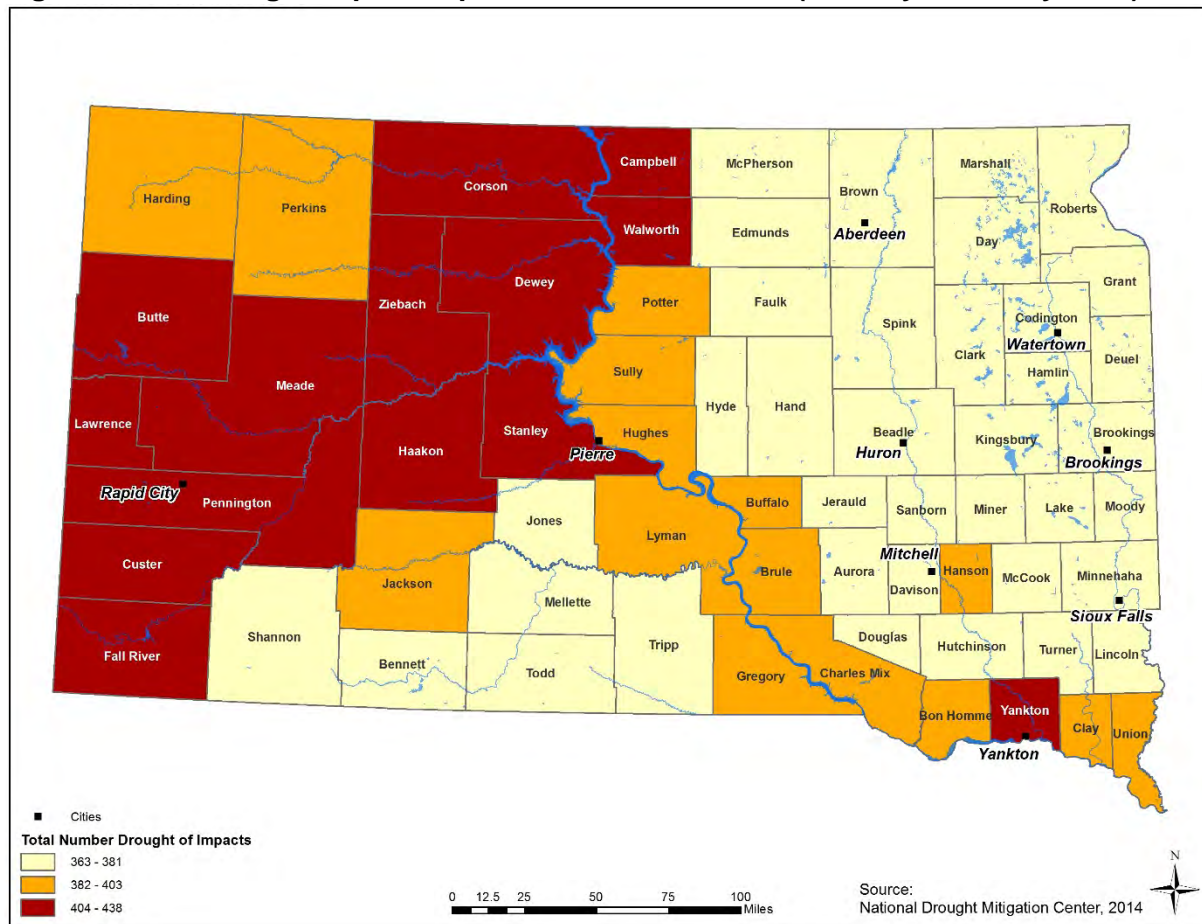 Campbell
McPherson
Marshall
Corson
Brown
Roberts
Harding
Perkins
Walworth
Edmunds
Aberdeen
Day
Dewey
Grant
Potter
Faulk
Ziebach
Butte
Spink
Codington
Watertown
Clark
Deuel
Meade
Sully
Hamlin
Hyde
Hand
Lawrence
Stanley
Hughes
Beadle
Kingsbury
Brookings
Haakon
Pierre
Huron
Brookings
Rapid City
Pennington
Jones
Buffalo
Jerauld
Sanborn
Miner
Lake
Moody
Lyman
Custer
Mitchell
Jackson
Brule
Aurora
Davison
Hanson
McCook
Minnehaha
Mellette
Sioux Falls
Shannon
Douglas
Tripp
Hutchinson
Turner
Lincoln
Fall River
Bennett
Todd
Gregory
Charles Mix
Bon Homme
Yankton
Clay
Union
Yankton
Cities
Total Number Drought of Impacts
363 - 381
382 - 403
404 - 438
0 12.5 25 50 75 100
Miles
Source:
National Drought Mitigation Center, 2014
N